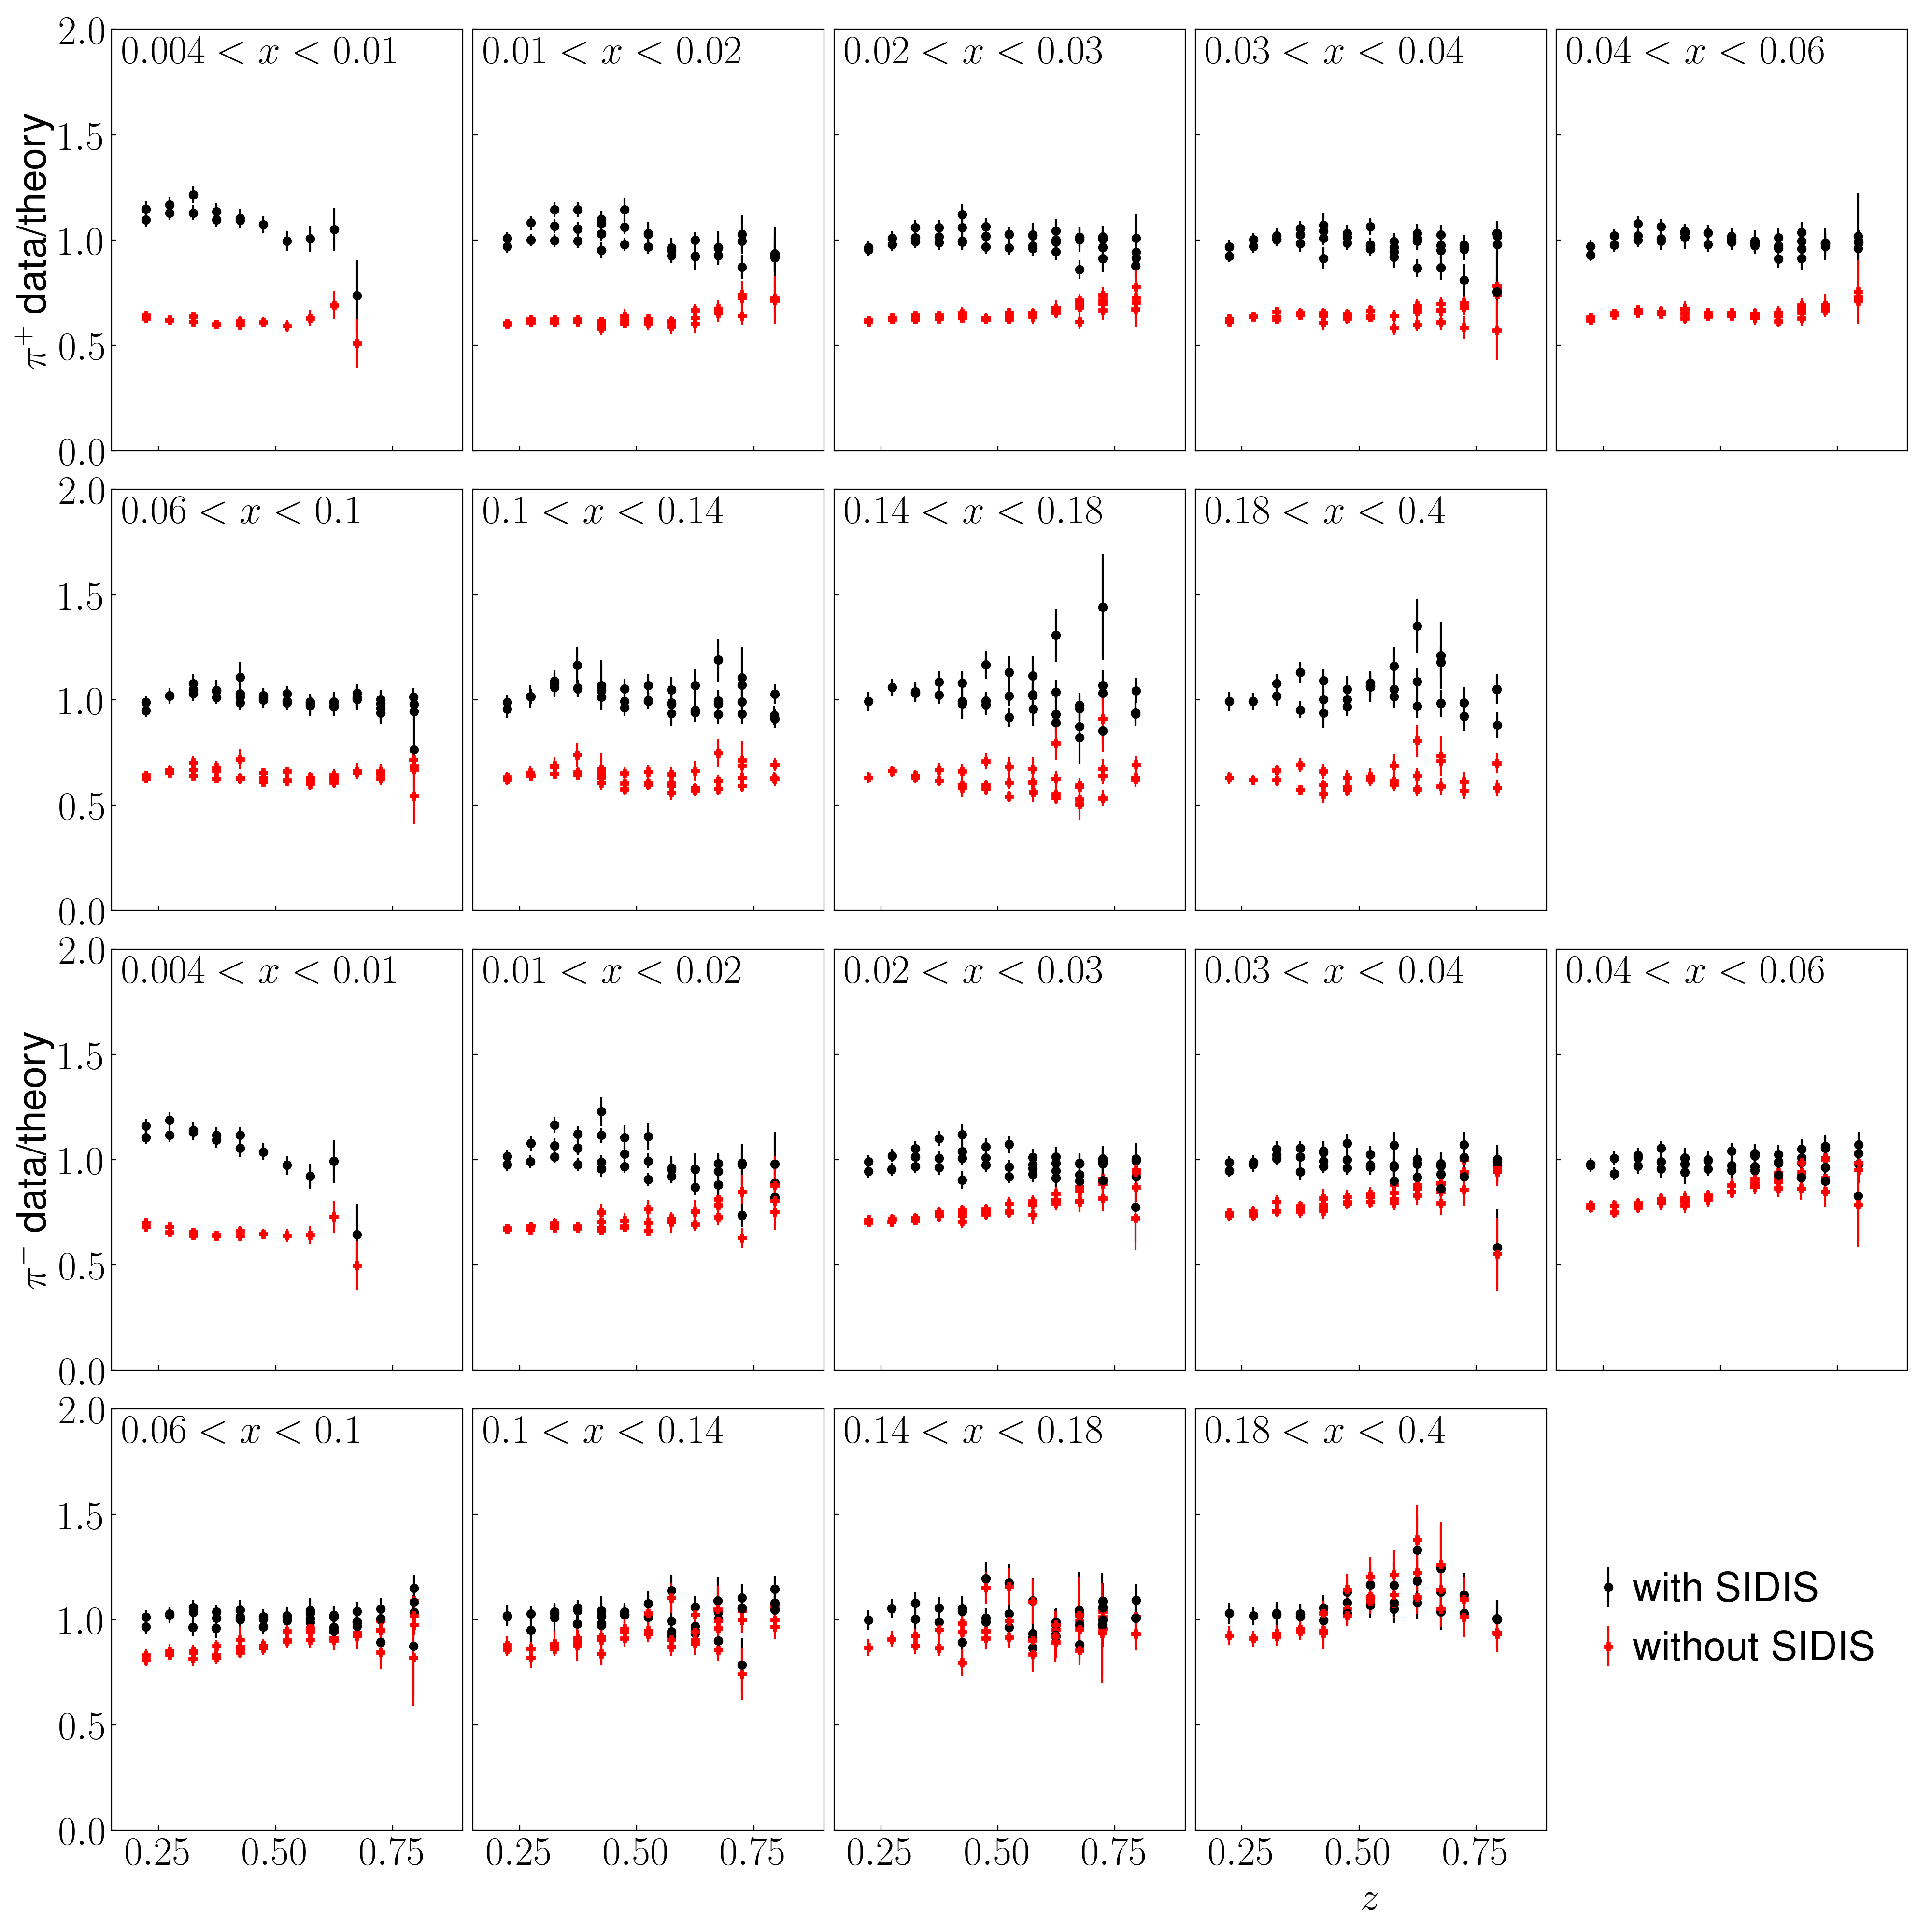 2.0 0.004 < x < 0.01 0.01 < x < 0.02 0.02 < x < 0.03 0.03 < x < 0.04 0.04 < x < 0.06
1.5
1.0
0.5
0.0
π⁺ data/theory
2.0 0.06 < x < 0.1 0.1 < x < 0.14 0.14 < x < 0.18 0.18 < x < 0.4
1.5
1.0
0.5
0.0
2.0 0.004 < x < 0.01 0.01 < x < 0.02 0.02 < x < 0.03 0.03 < x < 0.04 0.04 < x < 0.06
1.5
1.0
0.5
0.0
π⁻ data/theory
2.0 0.06 < x < 0.1 0.1 < x < 0.14 0.14 < x < 0.18 0.18 < x < 0.4
1.5
1.0
0.5
0.0
with SIDIS
without SIDIS
0.25 0.50 0.75 0.25 0.50 0.75 0.25 0.50 0.75 0.25 0.50 0.75
z